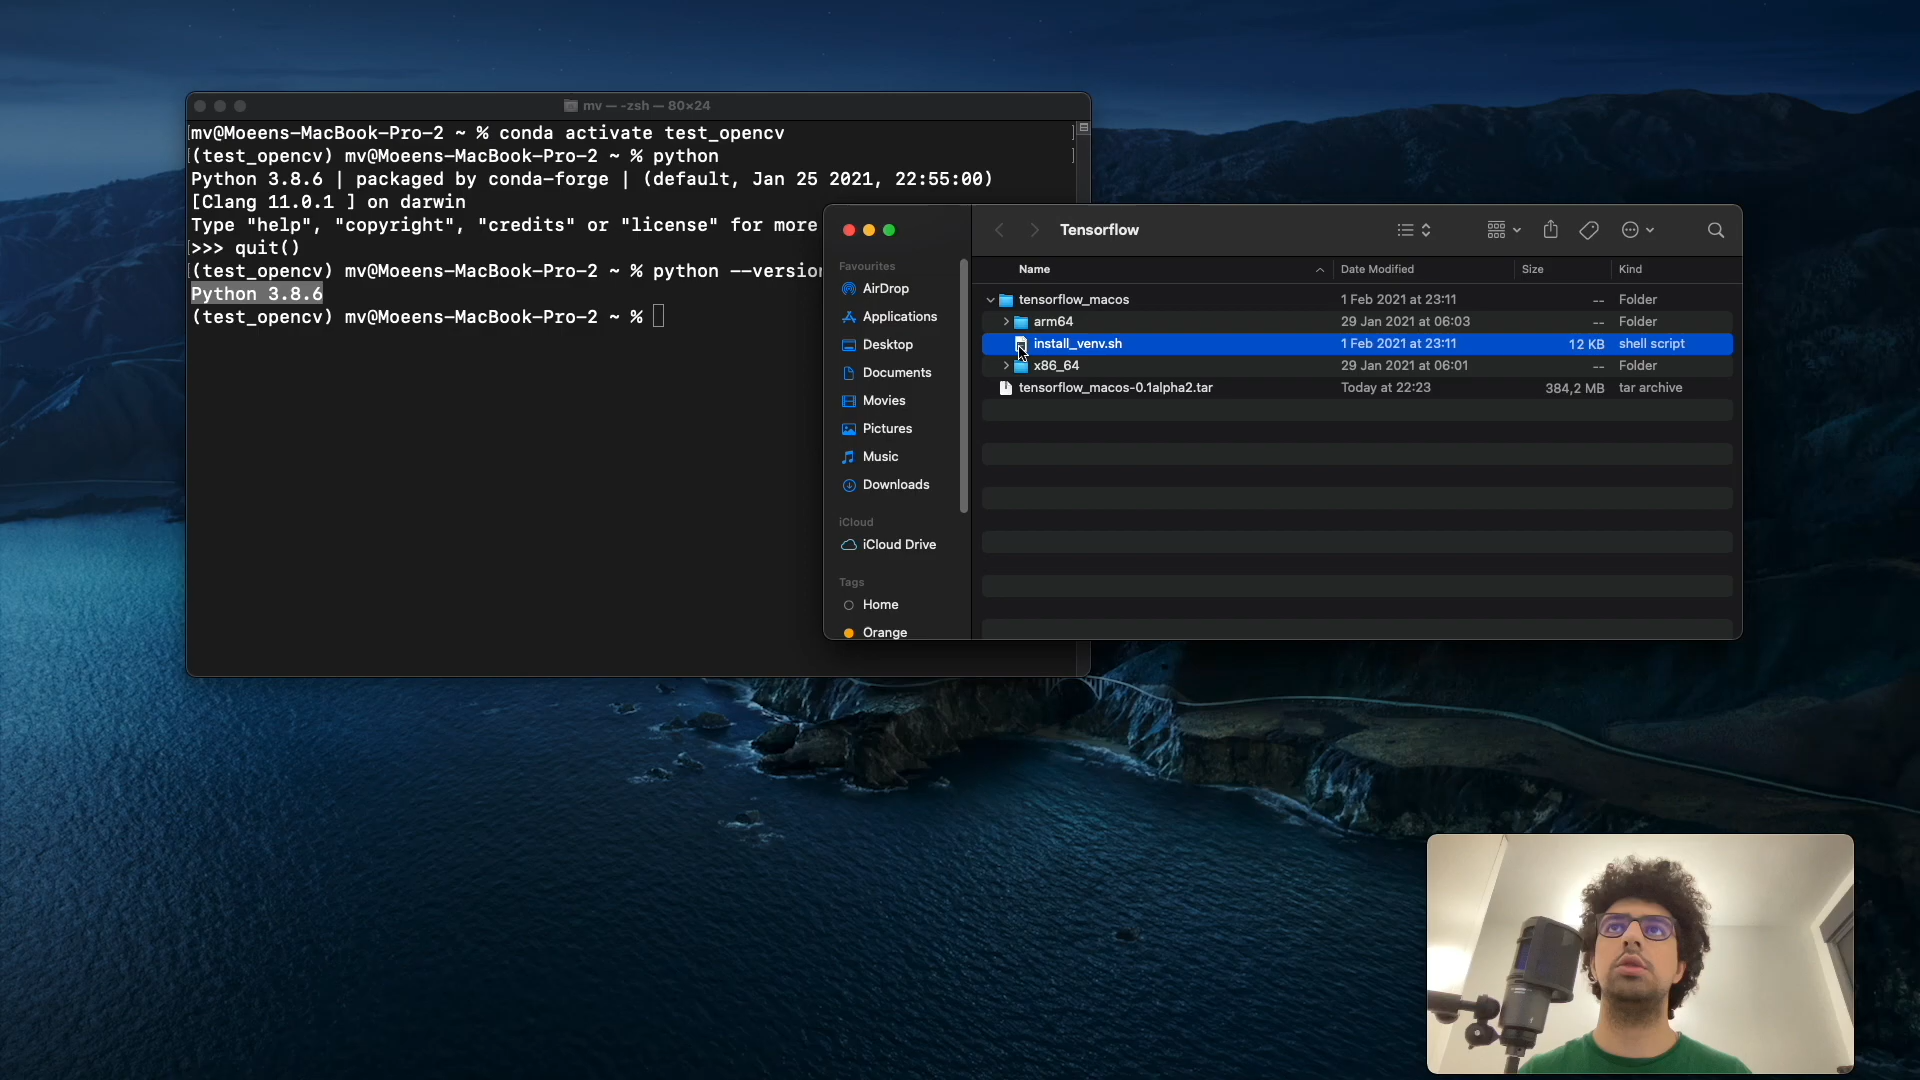 mv — -zsh — 80×24
mv@Moeens-MacBook-Pro-2 ~ % conda activate test_opencv
(test_opencv) mv@Moeens-MacBook-Pro-2 ~ % python
Python 3.8.6 | packaged by conda-forge | (default, Jan 25 2021, 22:55:00)
[Clang 11.0.1 ] on darwin
Type "help", "copyright", "credits" or "license" for more
>>> quit()
(test_opencv) mv@Moeens-MacBook-Pro-2 ~ % python --version
Python 3.8.6
(test_opencv) mv@Moeens-MacBook-Pro-2 ~ %
Tensorflow
Favourites
AirDrop
Applications
Desktop
Documents
Movies
Pictures
Music
Downloads
iCloud
iCloud Drive
Tags
Home
Orange
Name Date Modified Size Kind
tensorflow_macos 1 Feb 2021 at 23:11 -- Folder
arm64 29 Jan 2021 at 06:03 -- Folder
install_venv.sh 1 Feb 2021 at 23:11 12 KB shell script
x86_64 29 Jan 2021 at 06:01 -- Folder
tensorflow_macos-0.1alpha2.tar Today at 22:23 384,2 MB tar archive